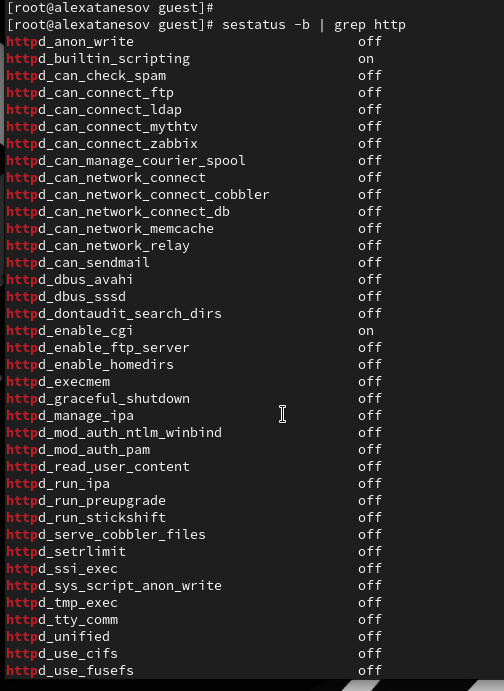 [root@alexatanesov guest]#
[root@alexatanesov guest]# sestatus -b | grep http
httpd_anon_write off
httpd_builtin_scripting on
httpd_can_check_spam off
httpd_can_connect_ftp off
httpd_can_connect_ldap off
httpd_can_connect_mythtv off
httpd_can_connect_zabbix off
httpd_can_manage_courier_spool off
httpd_can_network_connect off
httpd_can_network_connect_cobbler off
httpd_can_network_connect_db off
httpd_can_network_memcache off
httpd_can_network_relay off
httpd_can_sendmail off
httpd_dbus_avahi off
httpd_dbus_sssd off
httpd_dontaudit_search_dirs off
httpd_enable_cgi on
httpd_enable_ftp_server off
httpd_enable_homedirs off
httpd_execmem off
httpd_graceful_shutdown off
httpd_manage_ipa off
httpd_mod_auth_ntlm_winbind off
httpd_mod_auth_pam off
httpd_read_user_content off
httpd_run_ipa off
httpd_run_preupgrade off
httpd_run_stickshift off
httpd_serve_cobbler_files off
httpd_setrlimit off
httpd_ssi_exec off
httpd_sys_script_anon_write off
httpd_tmp_exec off
httpd_tty_comm off
httpd_unified off
httpd_use_cifs off
httpd_use_fusefs off